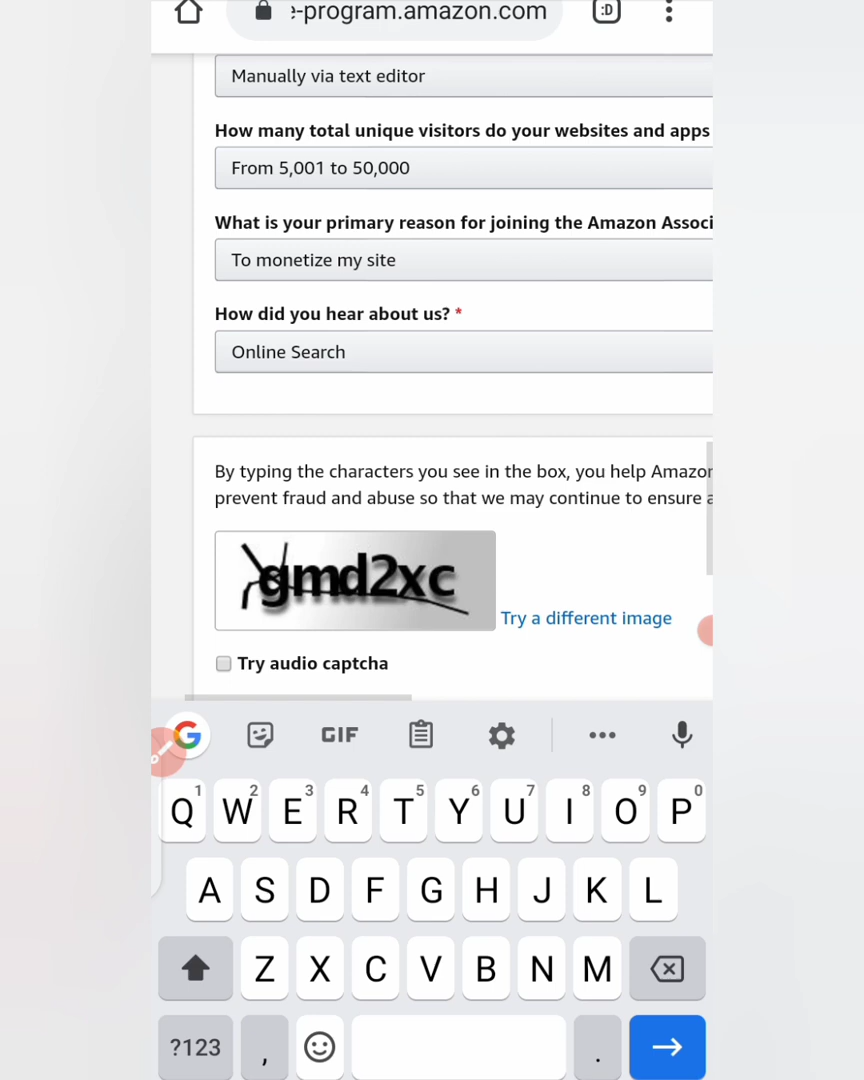 e-program.amazon.com
:D
Manually via text editor
How many total unique visitors do your websites and apps
From 5,001 to 50,000
What is your primary reason for joining the Amazon Associ
To monetize my site
How did you hear about us? *
Online Search
By typing the characters you see in the box, you help Amazon
prevent fraud and abuse so that we may continue to ensure a
gmd2xc
Try a different image
Try audio captcha
G GIF
1 2 3 4 5 6 7 8 9 0
Q W E R T Y U I O P
A S D F G H J K L
Z X C V B N M
?123 , .